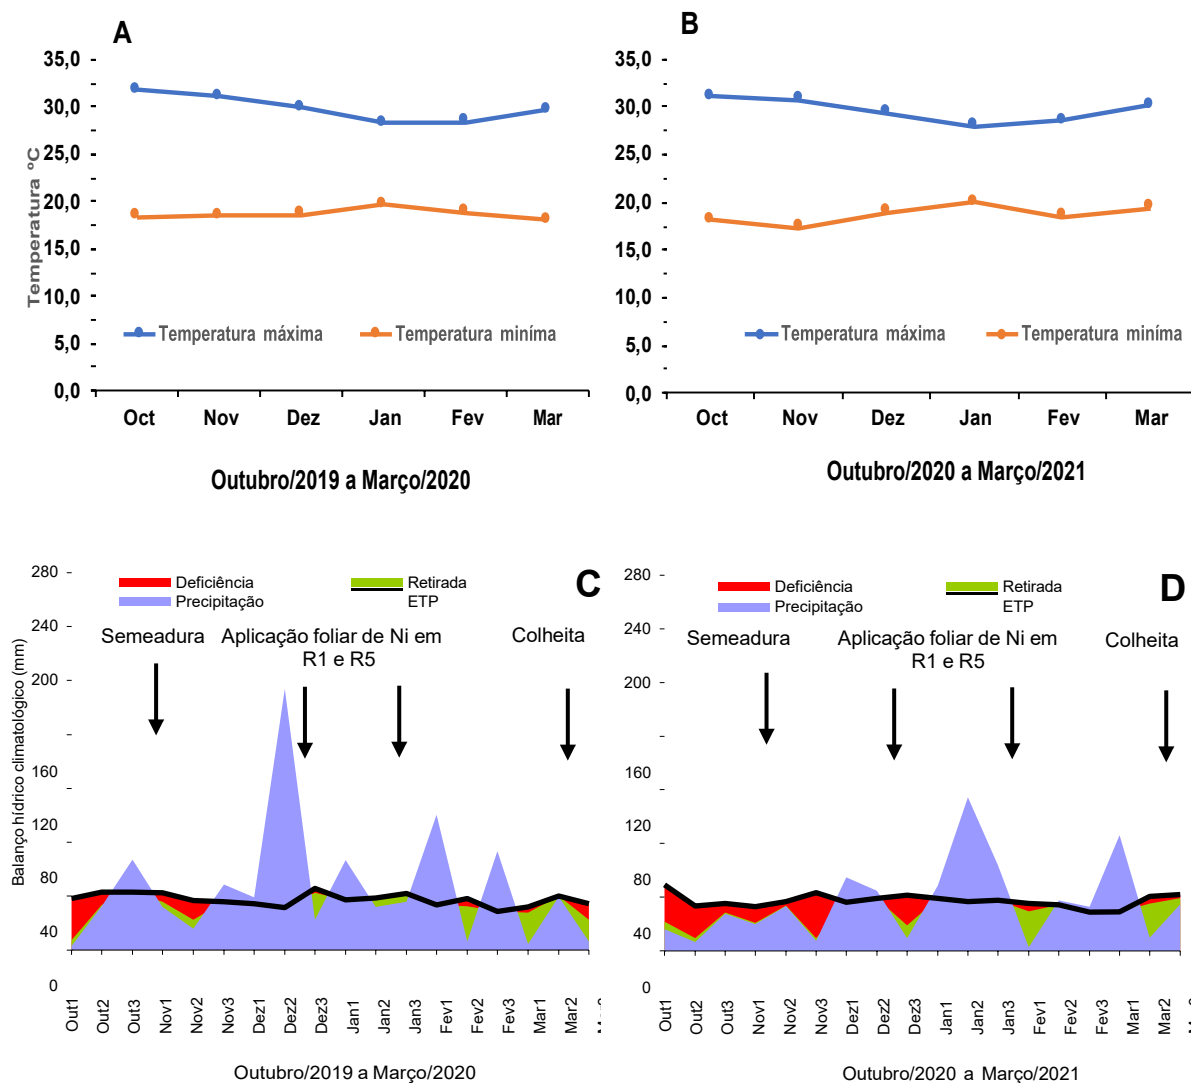 A
35,0
30,0
25,0
20,0
15,0
10,0
5,0
0,0
Temperatura ºC
Temperatura máxima
Temperatura miníma
Oct Nov Dez Jan Fev Mar
Outubro/2019 a Março/2020
B
35,0
30,0
25,0
20,0
15,0
10,0
5,0
0,0
Temperatura máxima
Temperatura miníma
Oct Nov Dez Jan Fev Mar
Outubro/2020 a Março/2021
C
280
240
200
160
120
80
40
0
Balanço hídrico climatológico (mm)
Deficiência Retirada
Precipitação ETP
Semeadura
Aplicação foliar de Ni em
R1 e R5
Colheita
Out1 Out2 Out3 Nov1 Nov2 Nov3 Dez1 Dez2 Dez3 Jan1 Jan2 Jan3 Fev1 Fev2 Fev3 Mar1 Mar2
Outubro/2019 a Março/2020
D
280
240
200
160
120
80
40
0
Deficiência Retirada
Precipitação ETP
Semeadura
Aplicação foliar de Ni em
R1 e R5
Colheita
Out1 Out2 Out3 Nov1 Nov2 Nov3 Dez1 Dez2 Dez3 Jan1 Jan2 Jan3 Fev1 Fev2 Fev3 Mar1 Mar2
Outubro/2020 a Março/2021